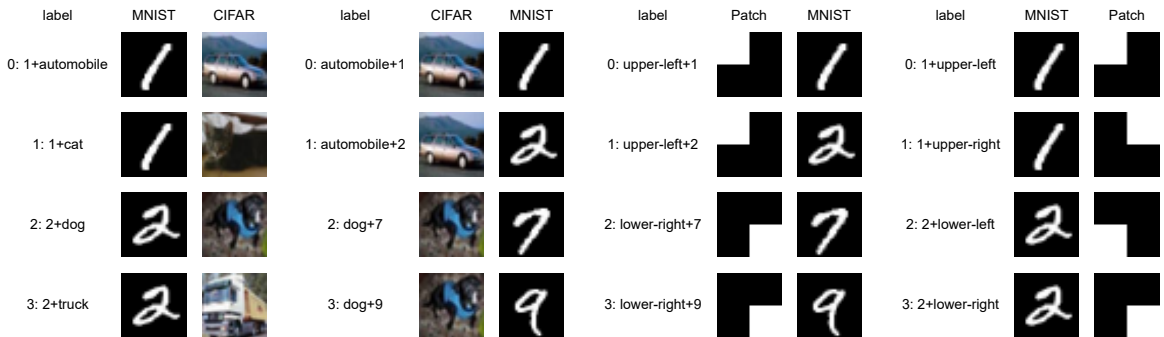 label MNIST CIFAR label CIFAR MNIST label Patch MNIST label MNIST Patch
0: 1+automobile 0: automobile+1 0: upper-left+1 0: 1+upper-left
1: 1+cat 1: automobile+2 1: upper-left+2 1: 1+upper-right
2: 2+dog 2: dog+7 2: lower-right+7 2: 2+lower-left
3: 2+truck 3: dog+9 3: lower-right+9 3: 2+lower-right